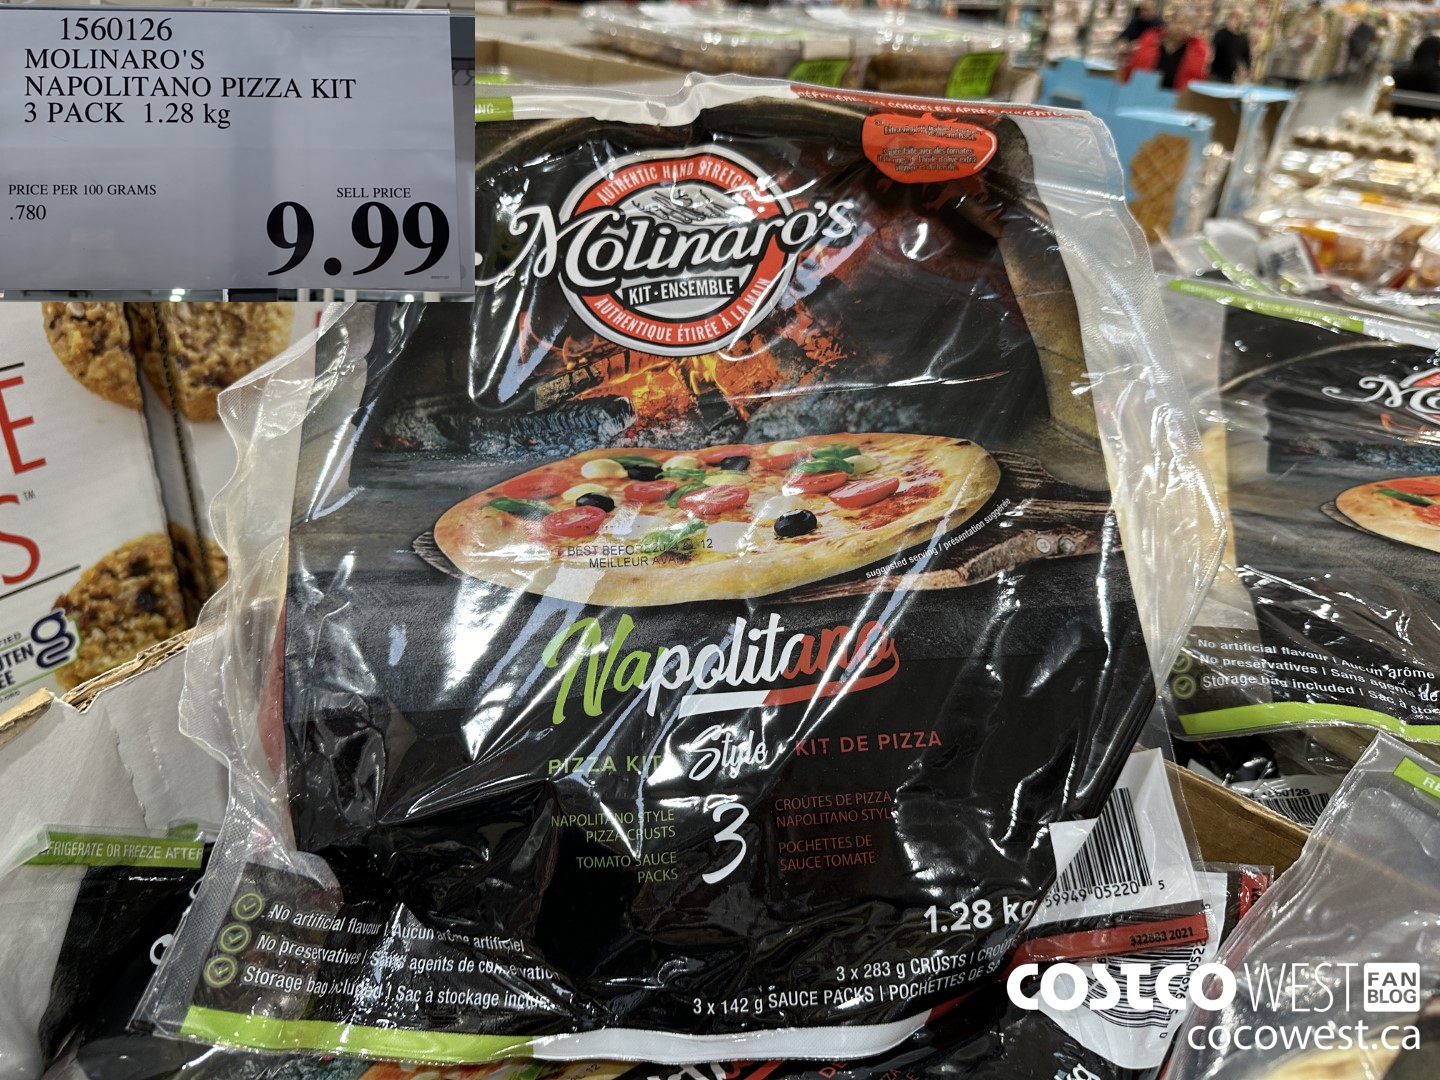 1560126
MOLINARO'S
NAPOLITANO PIZZA KIT
3 PACK 1.28 kg
PRICE PER 100 GRAMS
.780
SELL PRICE
9.99
AUTHENTIC HAND STRETCHED
Molinaro's
KIT • ENSEMBLE
AUTHENTIQUE ÉTIRÉE À LA MAIN
BEST BEFORE
MEILLEUR AVANT
suggested serving / présentation suggérée
Napolitano
Style
PIZZA KIT
KIT DE PIZZA
3
NAPOLITANO STYLE
PIZZA CRUSTS
TOMATO SAUCE
PACKS
CROÛTES DE PIZZA
NAPOLITANO STYLE
POCHETTES DE
SAUCE TOMATE
No artificial flavour | Aucun arôme artificiel
No preservatives | Sans agents de conservation
Storage bag included | Sac à stockage inclus
1.28 kg
3 x 283 g CRUSTS |
3 x 142 g SAUCE PACKS | POCHETTES DE
59949 05220 5
322883 2021
FRIGERATE OR FREEZE AFTER
No artificial flavour | Aucun arôme
No preservatives | Sans agents de
Storage bag included | Sac à
COSTCO WEST FAN BLOG
cocowest.ca